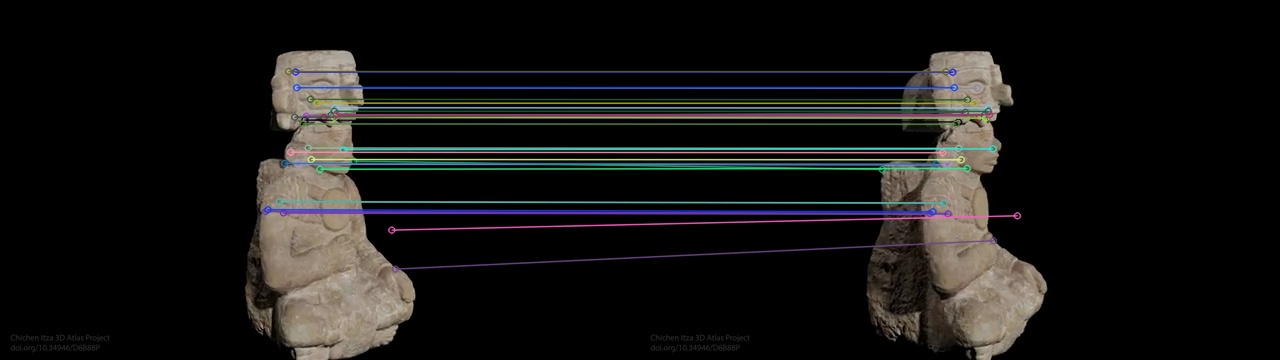 Chichen Itza 3D Atlas Project
doi.org/10.34946/D6B88P
Chichen Itza 3D Atlas Project
doi.org/10.34946/D6B88P